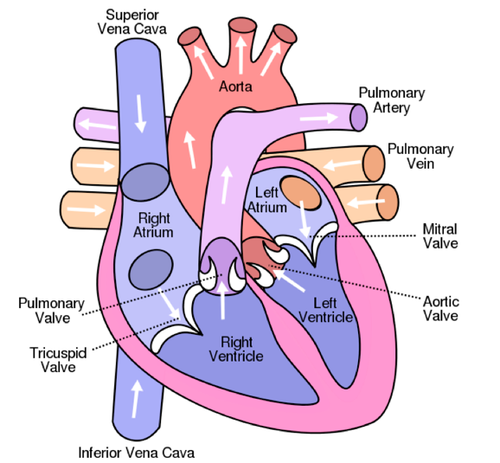 Superior
Vena Cava
Aorta
Pulmonary
Artery
Pulmonary
Vein
Left
Atrium
Right
Atrium
Mitral
Valve
Pulmonary
Valve
Aortic
Valve
Left
Ventricle
Right
Ventricle
Tricuspid
Valve
Inferior Vena Cava